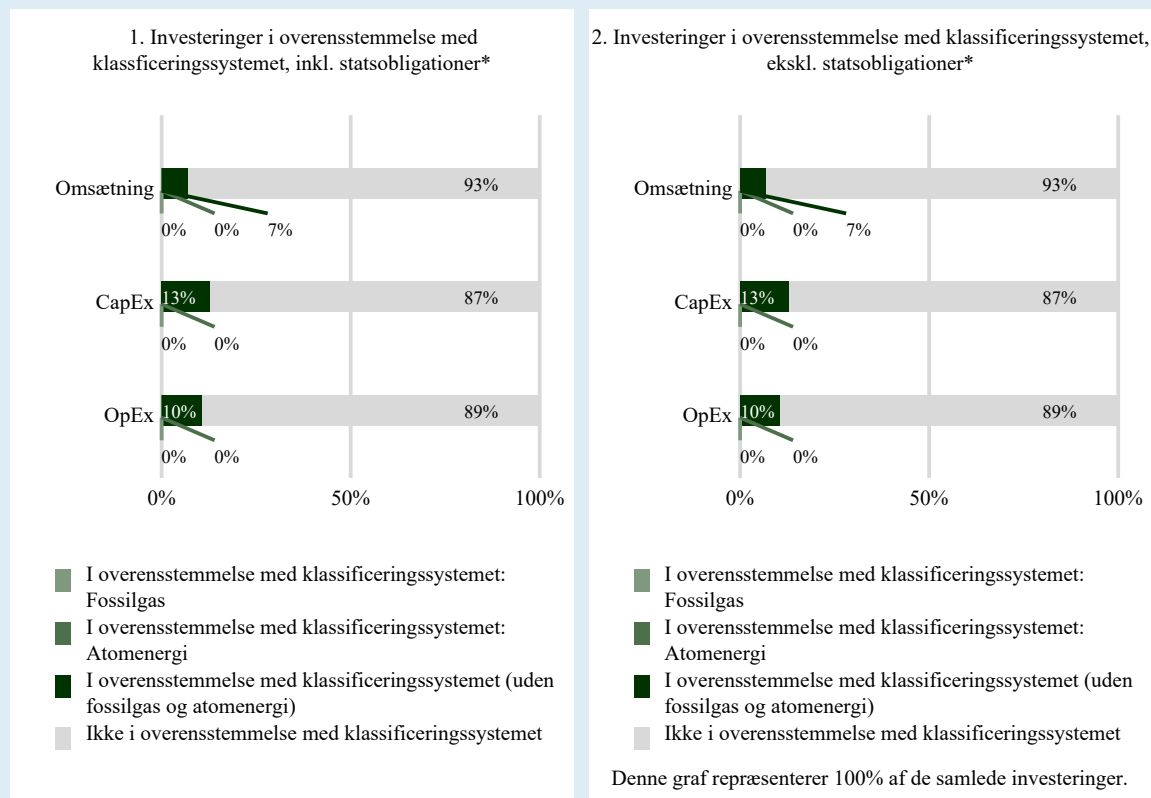 1. Investeringer i overensstemmelse med
klassficeringssystemet, inkl. statsobligationer*
Omsætning
93%
0%
0%
7%
CapEx
13%
87%
0%
0%
OpEx
10%
89%
0%
0%
0%
50%
100%
I overensstemmelse med klassificeringssystemet:
Fossilgas
I overensstemmelse med klassificeringssystemet:
Atomenergi
I overensstemmelse med klassificeringssystemet (uden
fossilgas og atomenergi)
Ikke i overensstemmelse med klassificeringssystemet
2. Investeringer i overensstemmelse med klassificeringssystemet,
ekskl. statsobligationer*
Omsætning
93%
0%
0%
7%
CapEx
13%
87%
0%
0%
OpEx
10%
89%
0%
0%
0%
50%
100%
I overensstemmelse med klassificeringssystemet:
Fossilgas
I overensstemmelse med klassificeringssystemet:
Atomenergi
I overensstemmelse med klassificeringssystemet (uden
fossilgas og atomenergi)
Ikke i overensstemmelse med klassificeringssystemet
Denne graf repræsenterer 100% af de samlede investeringer.